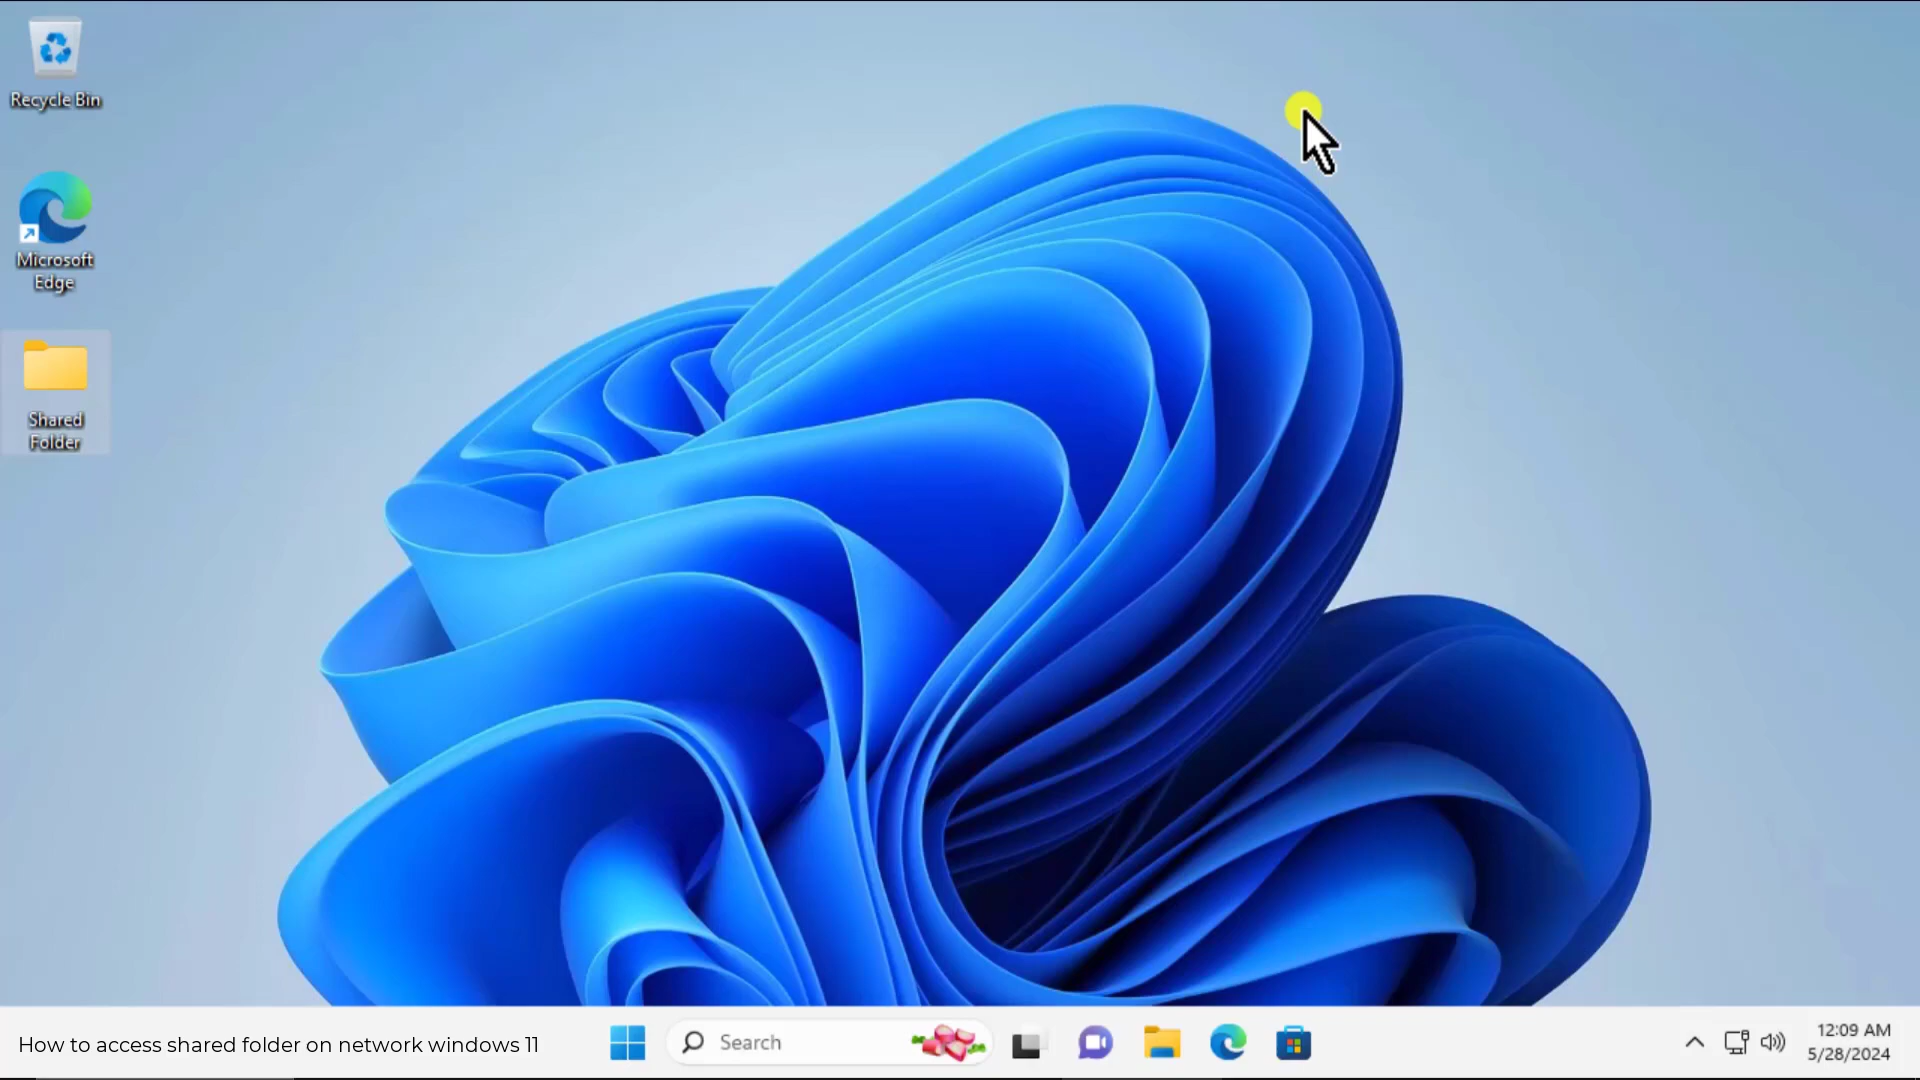 Recycle Bin
Microsoft
Edge
Shared
Folder
How to access shared folder on network windows 11
Search
12:09 AM
5/28/2024